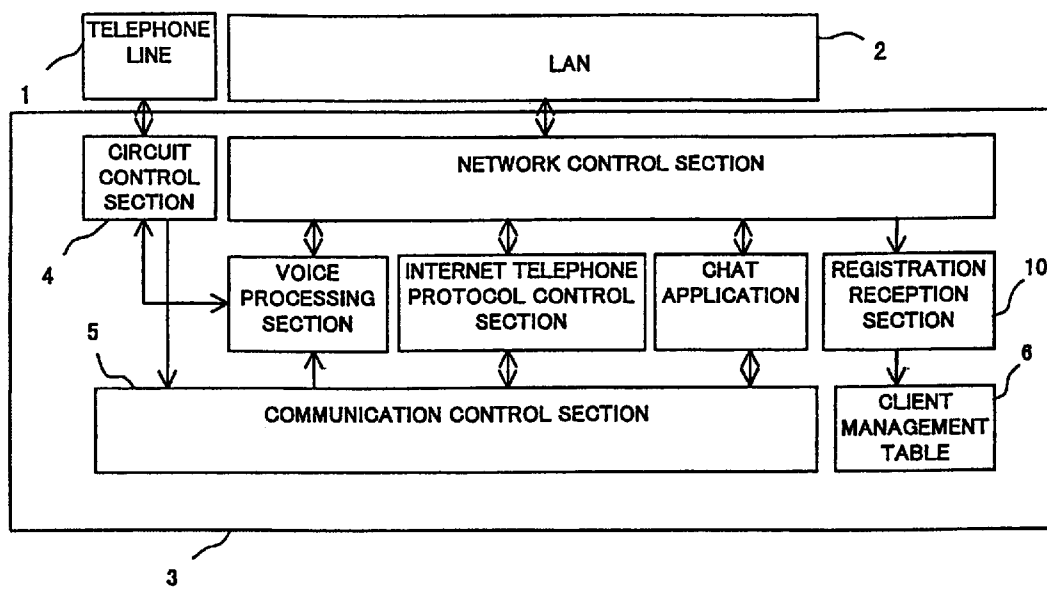 TELEPHONE
LINE
LAN
2
1
CIRCUIT
CONTROL
SECTION
NETWORK CONTROL SECTION
4
VOICE
PROCESSING
SECTION
INTERNET TELEPHONE
PROTOCOL CONTROL
SECTION
CHAT
APPLICATION
REGISTRATION
RECEPTION
SECTION
10
5
COMMUNICATION CONTROL SECTION
6
CLIENT
MANAGEMENT
TABLE
3